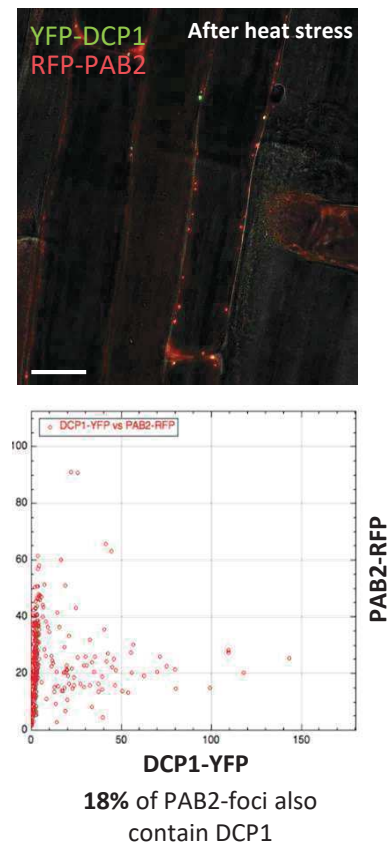 YFP-DCP1
After heat stress
RFP-PAB2
DCP1-YFP vs PAB2-RFP
100
80
60
40
20
0
0
50
100
150
PAB2-RFP
DCP1-YFP
18% of PAB2-foci also
contain DCP1